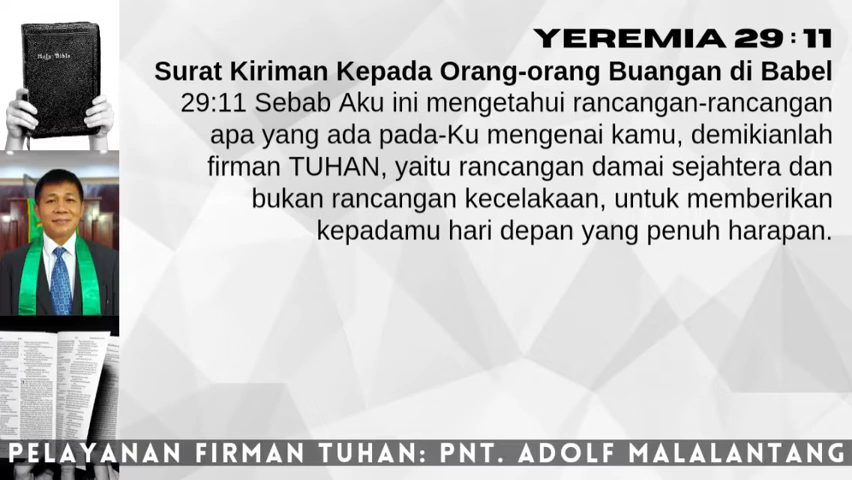 YEREMIA 29:11
Surat Kiriman Kepada Orang-orang Buangan di Babel
29:11 Sebab Aku ini mengetahui rancangan-rancangan
apa yang ada pada-Ku mengenai kamu, demikianlah
firman TUHAN, yaitu rancangan damai sejahtera dan
bukan rancangan kecelakaan, untuk memberikan
kepadamu hari depan yang penuh harapan.
Holy Bible
PELAYANAN FIRMAN TUHAN: PNT. ADOLF MALALANTANG